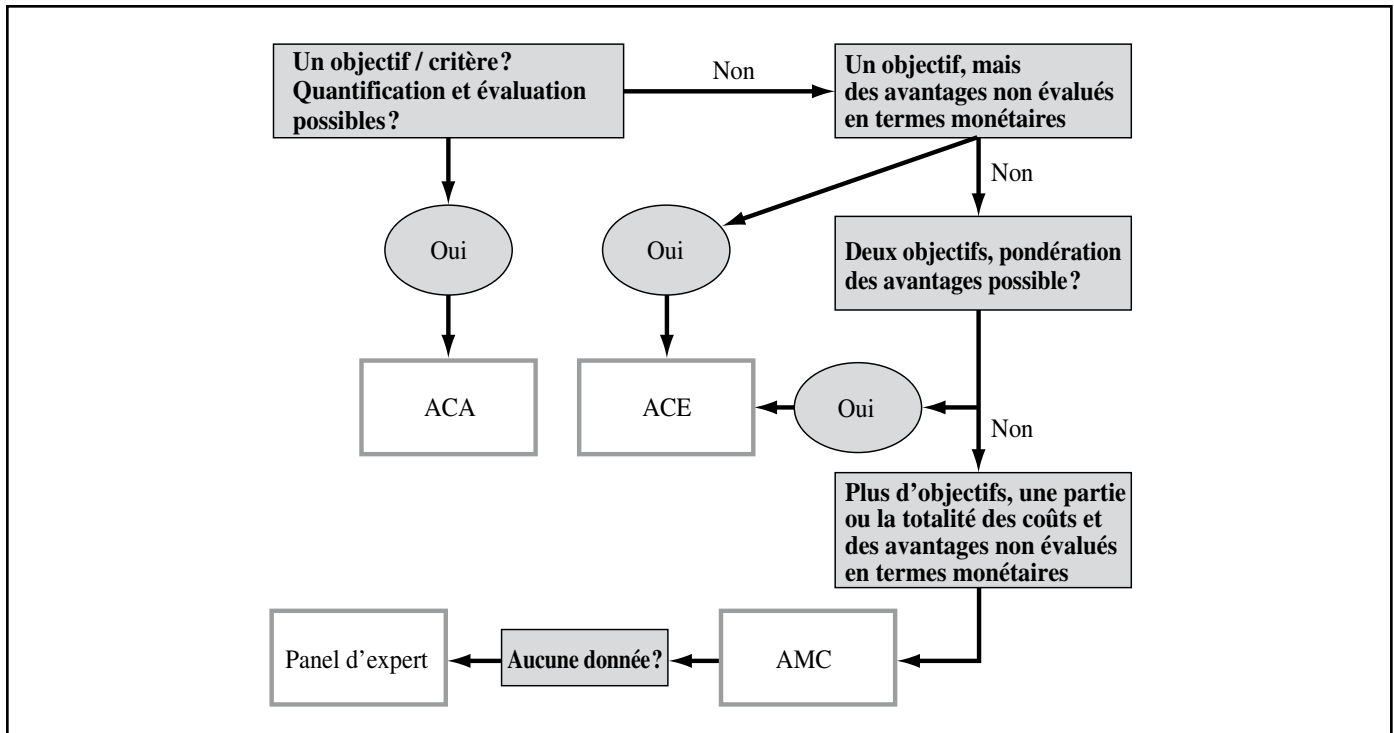 Un objectif / critère ?
Quantification et évaluation
possibles ?
Non
Un objectif, mais
des avantages non évalués
en termes monétaires
Non
Oui
Oui
Deux objectifs, pondération
des avantages possible ?
ACA
ACE
Oui
Non
Plus d’objectifs, une partie
ou la totalité des coûts et
des avantages non évalués
en termes monétaires
Panel d’expert
Aucune donnée ?
AMC